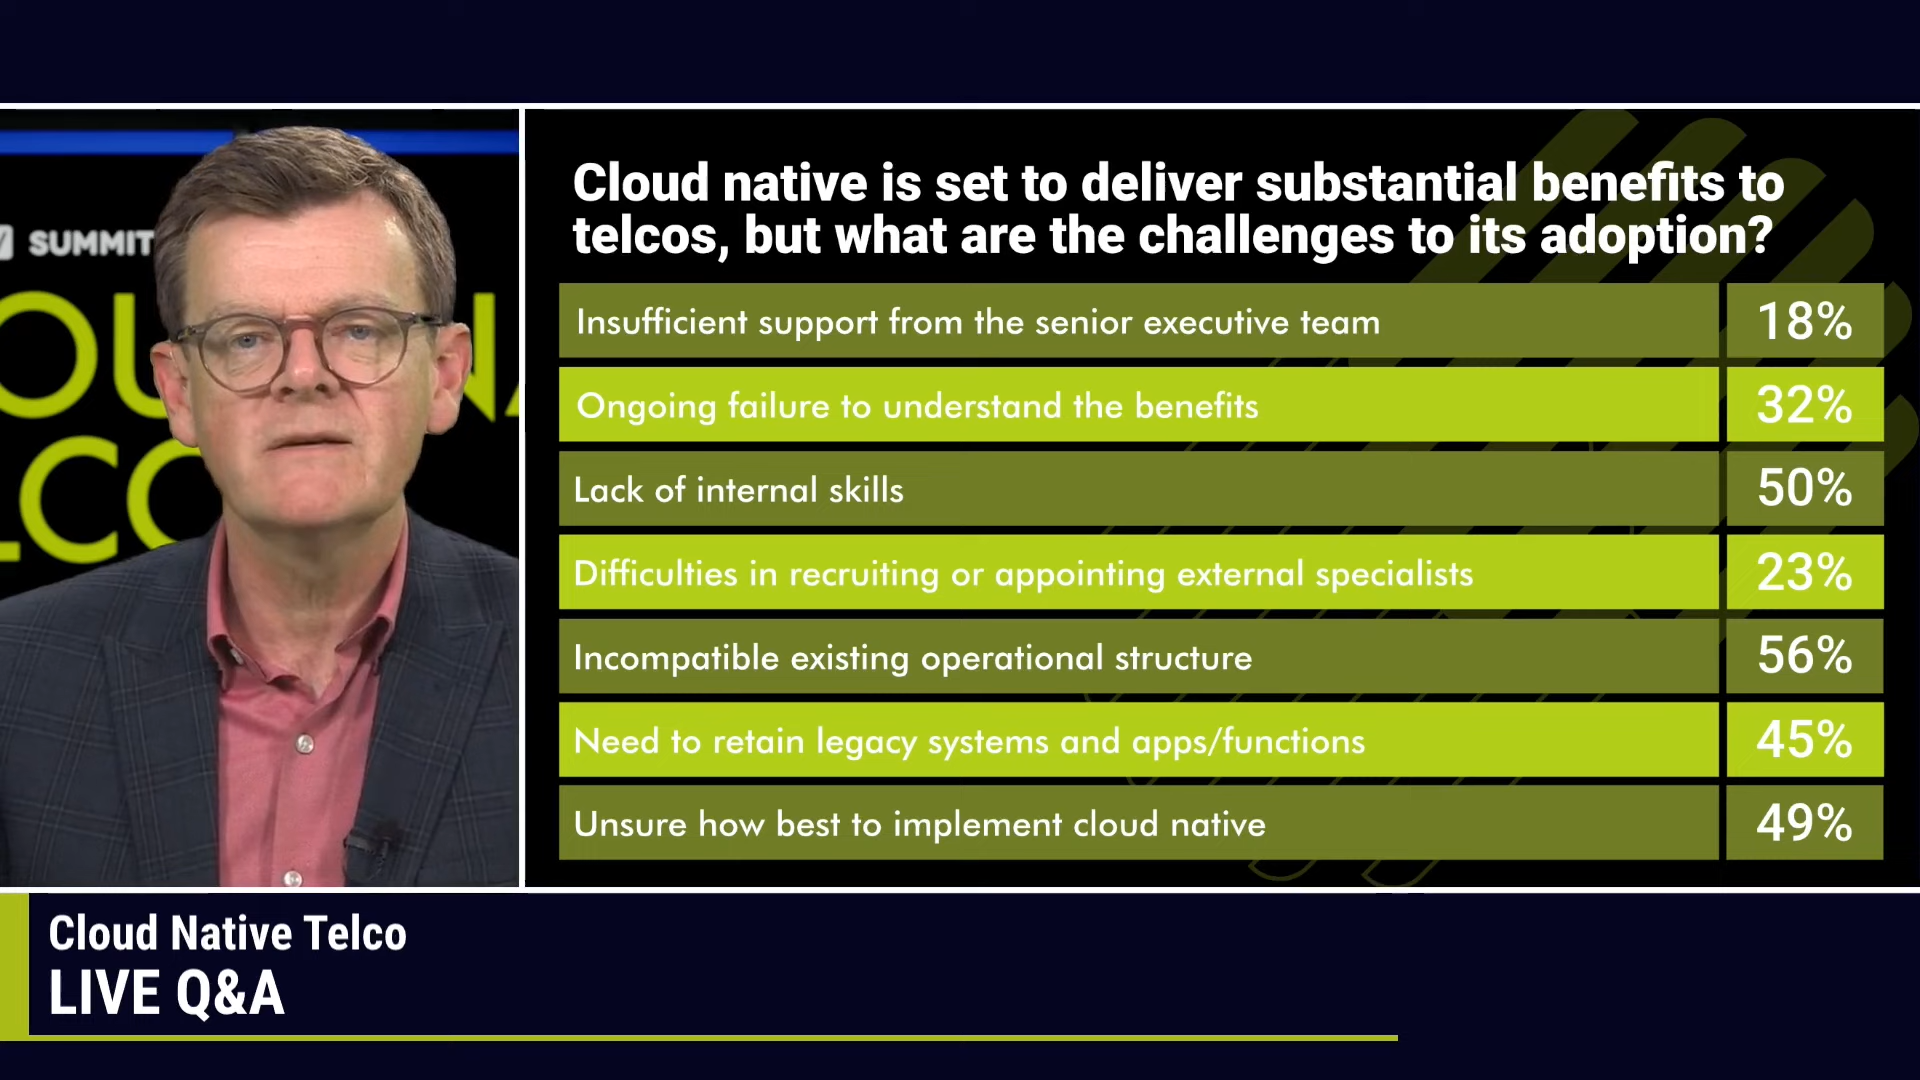 SUMMIT
Cloud native is set to deliver substantial benefits to
telcos, but what are the challenges to its adoption?
Insufficient support from the senior executive team 18%
Ongoing failure to understand the benefits 32%
Lack of internal skills 50%
Difficulties in recruiting or appointing external specialists 23%
Incompatible existing operational structure 56%
Need to retain legacy systems and apps/functions 45%
Unsure how best to implement cloud native 49%
Cloud Native Telco
LIVE Q&A